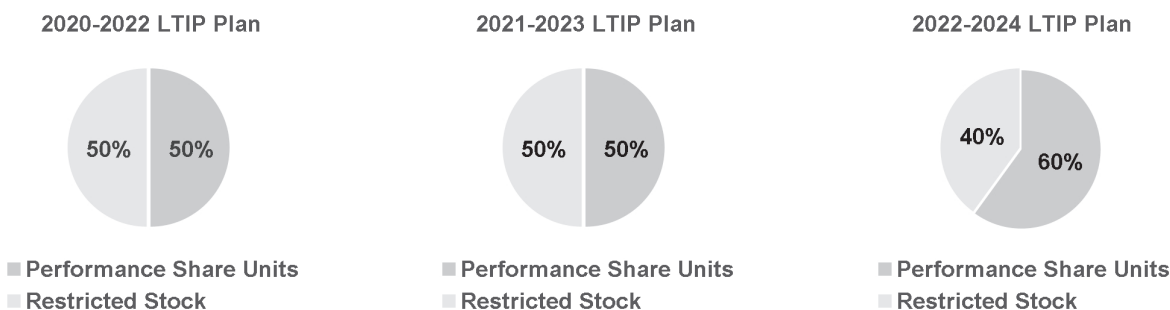 2020-2022 LTIP Plan
50% 50%
Performance Share Units
Restricted Stock
2021-2023 LTIP Plan
50% 50%
Performance Share Units
Restricted Stock
2022-2024 LTIP Plan
40%
60%
Performance Share Units
Restricted Stock